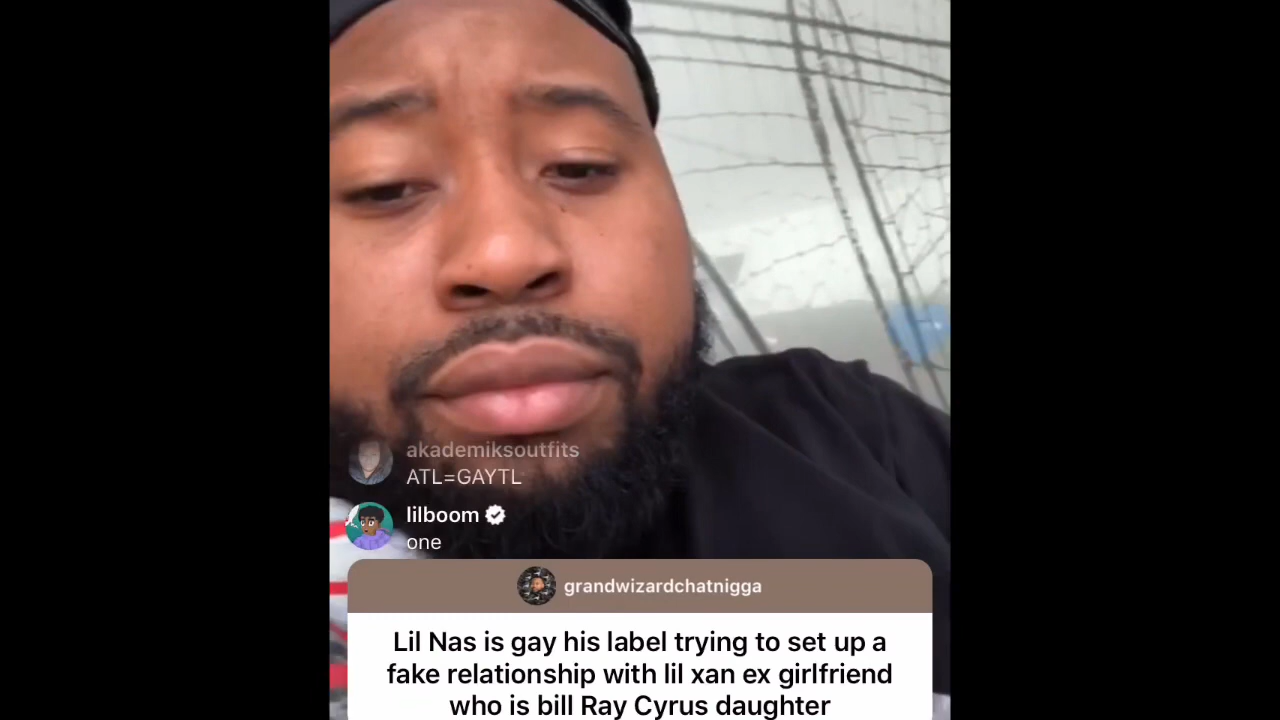 akademiksoutfits
ATL=GAYTL
lilboom
one
grandwizardchatnigga
Lil Nas is gay his label trying to set up a
fake relationship with lil xan ex girlfriend
who is bill Ray Cyrus daughter